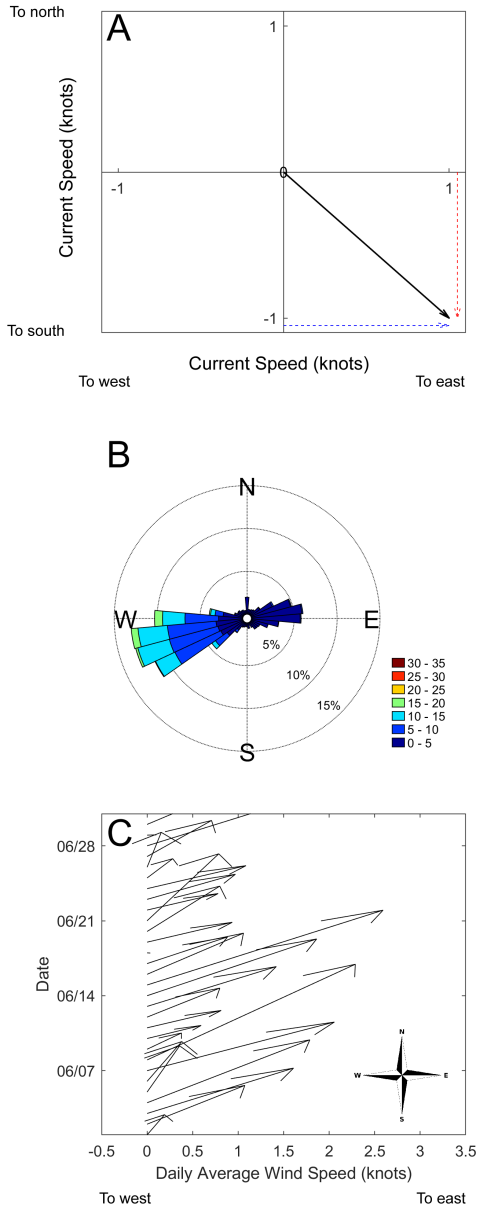 To north
A
1
Current Speed (knots)
0
-1
1
-1
To south
Current Speed (knots)
To west
To east
B
N
W
E
S
5%
10%
15%
30 - 35
25 - 30
20 - 25
15 - 20
10 - 15
5 - 10
0 - 5
C
06/28
06/21
Date
06/14
06/07
N
W
E
S
-0.5 0 0.5 1 1.5 2 2.5 3 3.5
Daily Average Wind Speed (knots)
To west
To east